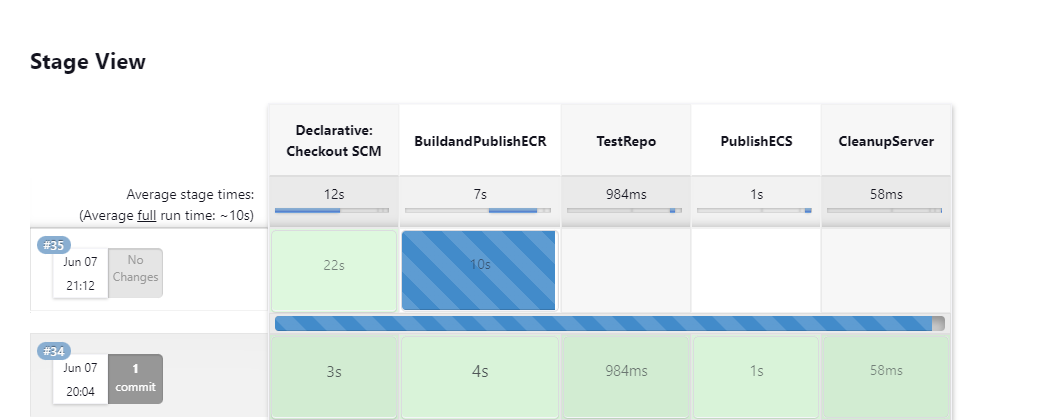 Stage View
Declarative:
Checkout SCM
BuildandPublishECR
TestRepo
PublishECS
CleanupServer
Average stage times:
(Average full run time: ~10s)
12s
7s
984ms
1s
58ms
#35
Jun 07
21:12
No
Changes
22s
10s
#34
Jun 07
20:04
1
commit
3s
4s
984ms
1s
58ms